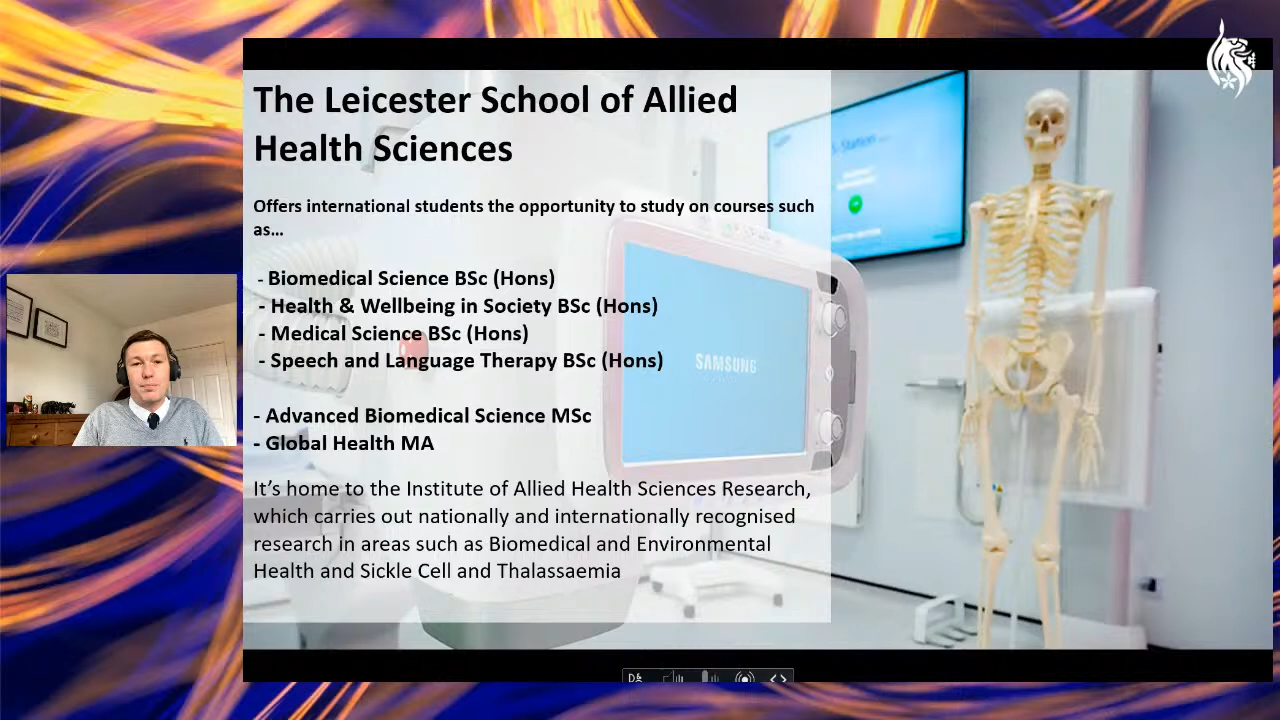 The Leicester School of Allied
Health Sciences
Offers international students the opportunity to study on courses such
as…
- Biomedical Science BSc (Hons)
- Health & Wellbeing in Society BSc (Hons)
- Medical Science BSc (Hons)
- Speech and Language Therapy BSc (Hons)
- Advanced Biomedical Science MSc
- Global Health MA
It’s home to the Institute of Allied Health Sciences Research,
which carries out nationally and internationally recognised
research in areas such as Biomedical and Environmental
Health and Sickle Cell and Thalassaemia
SAMSUNG